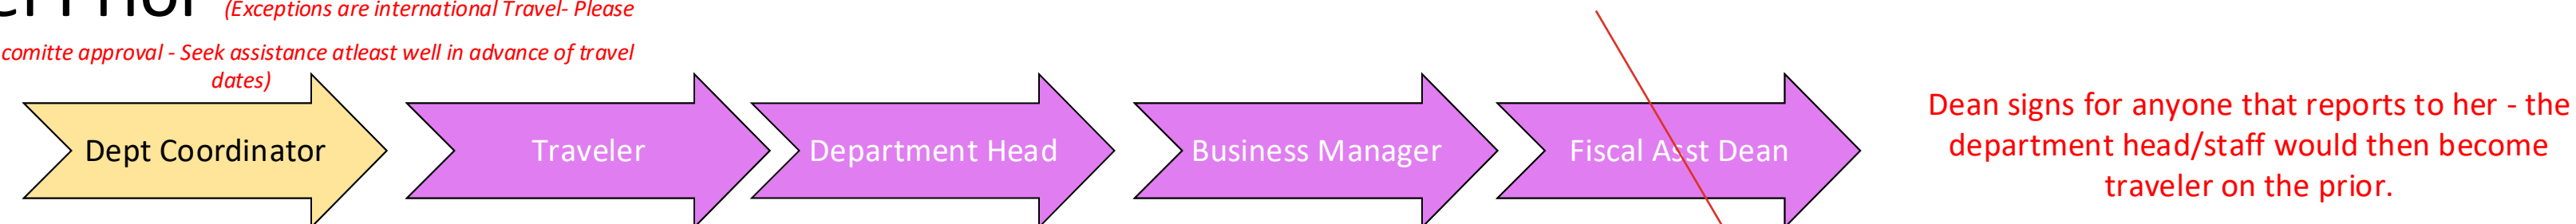 Prior (Exceptions are international Travel- Please
comitte approval - Seek assistance atleast well in advance of travel
dates)
Dept Coordinator
Traveler
Department Head
Business Manager
Fiscal Asst Dean
Dean signs for anyone that reports to her - the
department head/staff would then become
traveler on the prior.